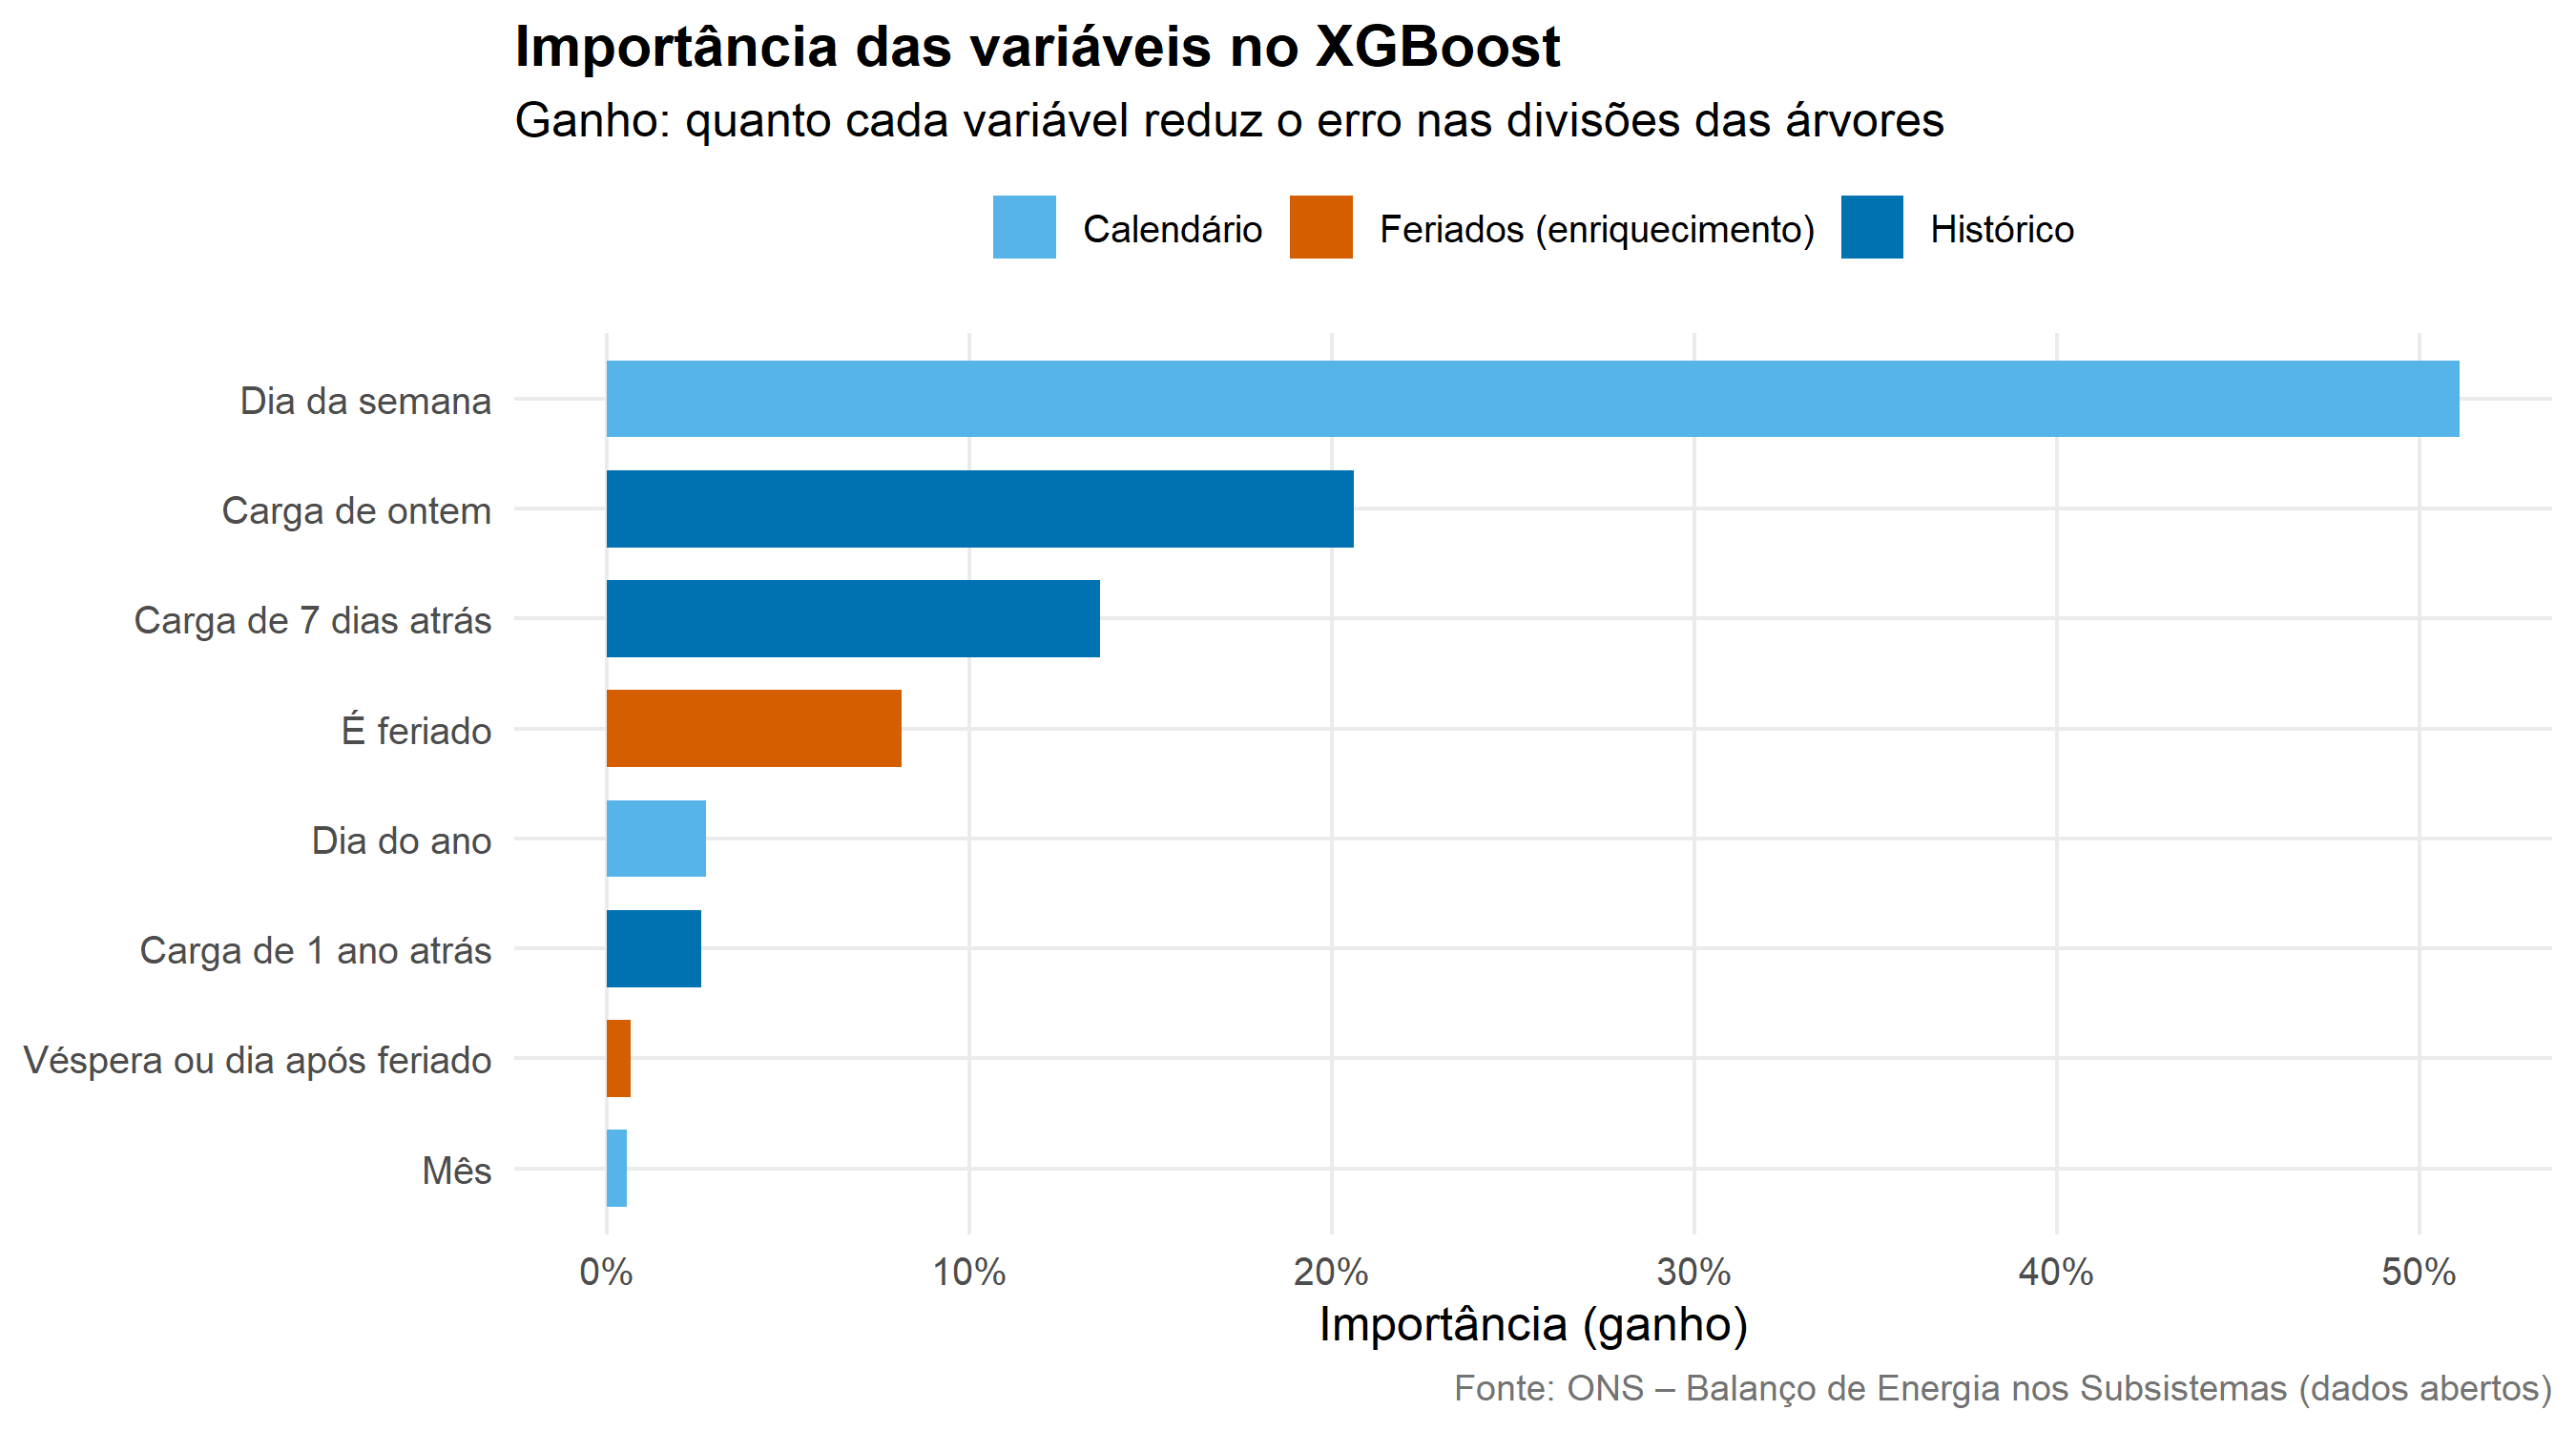 Importância das variáveis no XGBoost
Ganho: quanto cada variável reduz o erro nas divisões das árvores
Calendário Feriados (enriquecimento) Histórico
Dia da semana
Carga de ontem
Carga de 7 dias atrás
É feriado
Dia do ano
Carga de 1 ano atrás
Véspera ou dia após feriado
Mês
0% 10% 20% 30% 40% 50%
Importância (ganho)
Fonte: ONS – Balanço de Energia nos Subsistemas (dados abertos)